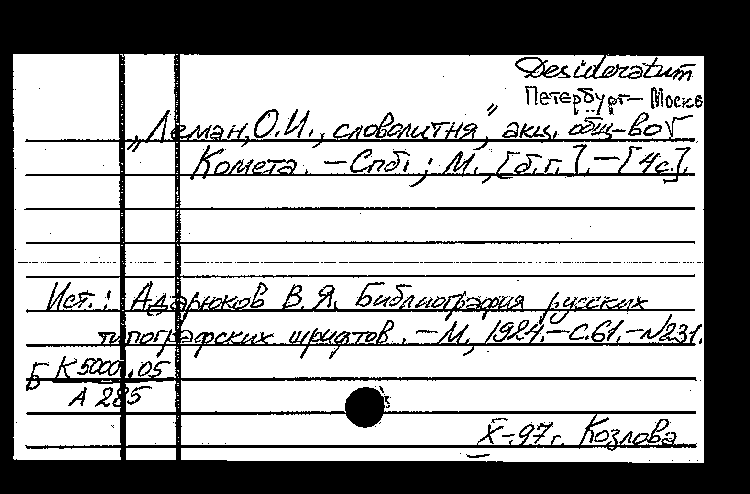 Desideratum
Петербург — Москв
„Леман, О.И., словолитня", акц. общ-во √
Комета. — Спб.; М., [б.г.]. — [4с.].
Ист.: Адарюков В.Я. Библиография русских
типографских шрифтов. — М., 1924. — С.61. — №231.
Б К 5000.05
А 285
X-97 г. Козлова